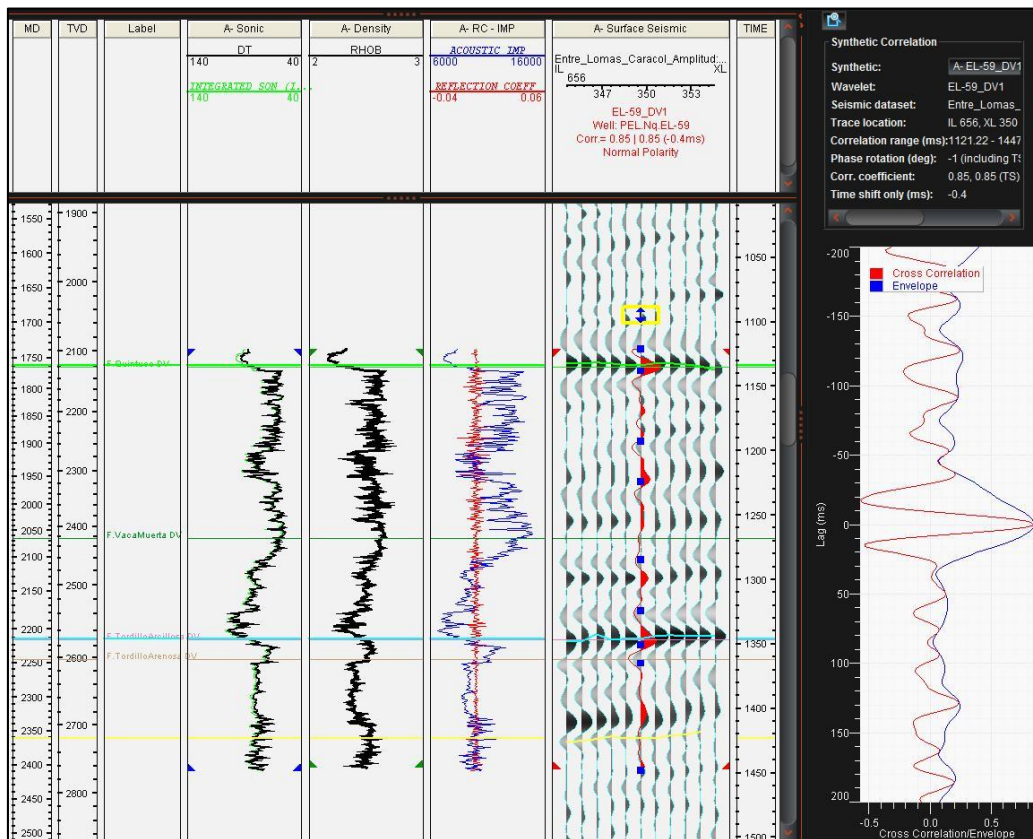 MD
TVD
Label
A- Sonic
A- Density
A- RC - IMP
A- Surface Seismic
TIME
DT
140 40
INTEGRATED SON (I...
140 40
RHOB
2 3
ACOUSTIC IMP
6000 16000
REFLECTION COEFF
-0.04 0.06
Entre_Lomas_Caracol_Amplitud:...
IL XL
656
347 350 353
EL-59_DV1
Well: PEL.Nq.EL-59
Corr.= 0.85 | 0.85 (-0.4ms)
Normal Polarity
Synthetic Correlation
Synthetic: A- EL-59_DV1
Wavelet: EL-59_DV1
Seismic dataset: Entre_Lomas_
Trace location: IL 656, XL 350
Correlation range (ms): 1121.22 - 1447
Phase rotation (deg): -1 (including TS
Corr. coefficient: 0.85, 0.85 (TS)
Time shift only (ms): -0.4
1550
1600
1650
1700
1750
1800
1850
1900
1950
2000
2050
2100
2150
2200
2250
2300
2350
2400
2450
2500
1900
2000
2100
2200
2300
2400
2500
2600
2700
2800
F.Quintuco DV
F.VacaMuerta DV
F.TordilloArcilloso DV
F.TordilloArenosa DV
1050
1100
1150
1200
1250
1300
1350
1400
1450
1500
Cross Correlation
Envelope
-200
-150
-100
-50
0
50
100
150
200
Lag (ms)
-0.5 0.0 0.5
Cross Correlation/Envelope